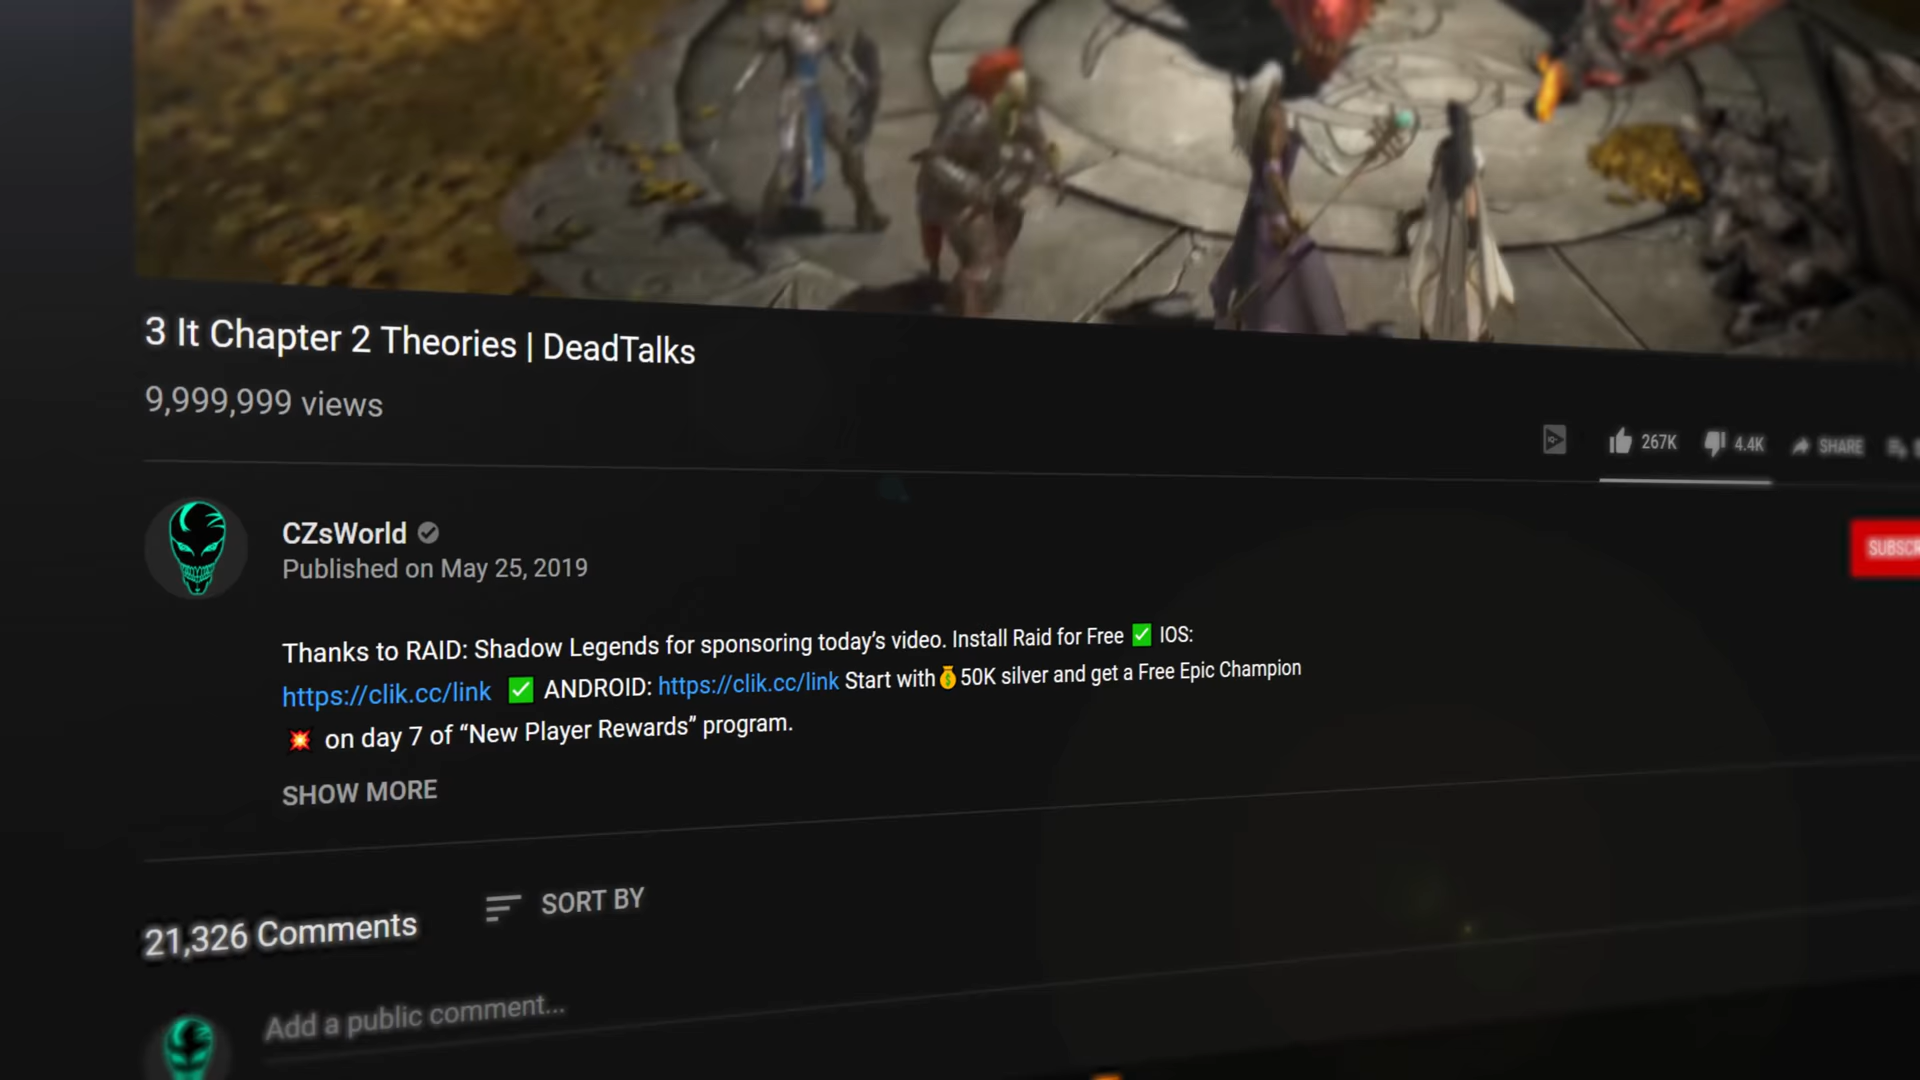 3 It Chapter 2 Theories | DeadTalks
9,999,999 views
267K 4.4K SHARE
CZsWorld
Published on May 25, 2019
Thanks to RAID: Shadow Legends for sponsoring today’s video. Install Raid for Free ✅ IOS:
https://clik.cc/link ✅ ANDROID: https://clik.cc/link Start with💰50K silver and get a Free Epic Champion
💥 on day 7 of “New Player Rewards” program.
SHOW MORE
21,326 Comments
SORT BY
Add a public comment...